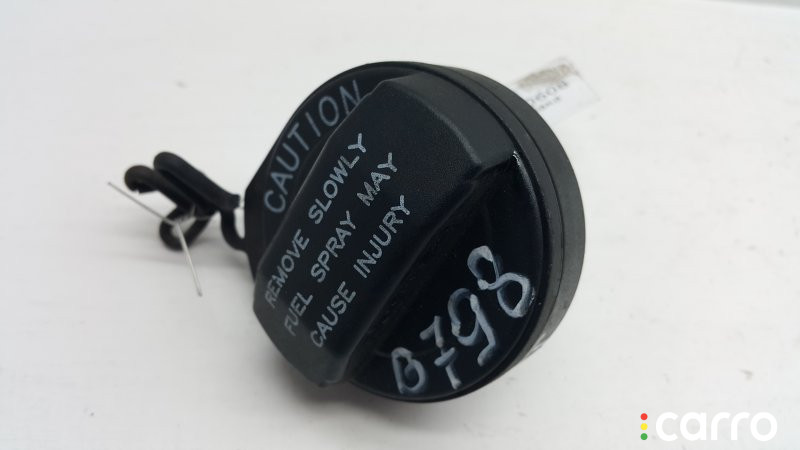 CAUTION
REMOVE SLOWLY
FUEL SPRAY MAY
CAUSE INJURY
B798
carro